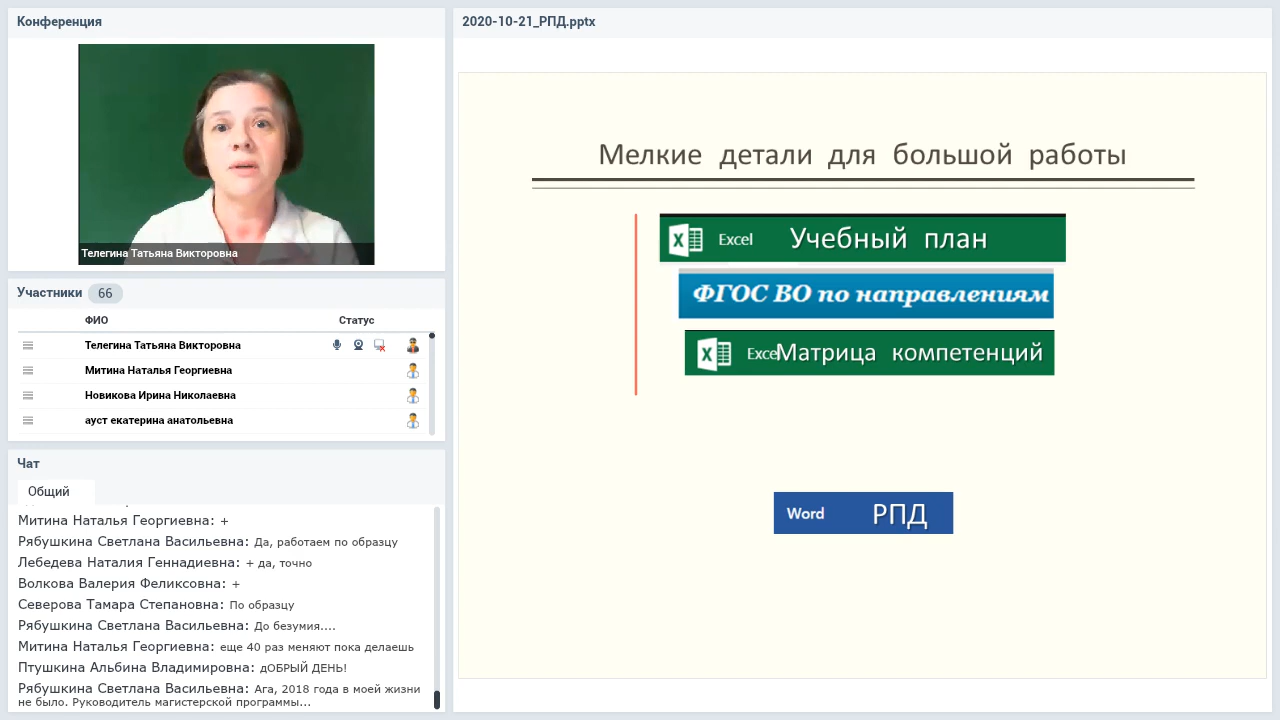 Конференция
Телегина Татьяна Викторовна
Участники 66
ФИО Статус
Телегина Татьяна Викторовна
Митина Наталья Георгиевна
Новикова Ирина Николаевна
ауст екатерина анатольевна
Чат
Общий
Митина Наталья Георгиевна: +
Рябушкина Светлана Васильевна: Да, работаем по образцу
Лебедева Наталия Геннадиевна: + да, точно
Волкова Валерия Феликсовна: +
Северова Тамара Степановна: По образцу
Рябушкина Светлана Васильевна: До безумия....
Митина Наталья Георгиевна: еще 40 раз меняют пока делаешь
Птушкина Альбина Владимировна: дОБРЫЙ ДЕНЬ!
Рябушкина Светлана Васильевна: Ага, 2018 года в моей жизни
не было. Руководитель магистерской программы...
2020-10-21_РПД.pptx
Мелкие детали для большой работы
Excel Учебный план
ФГОС ВО по направлениям
Excel Матрица компетенций
Word РПД